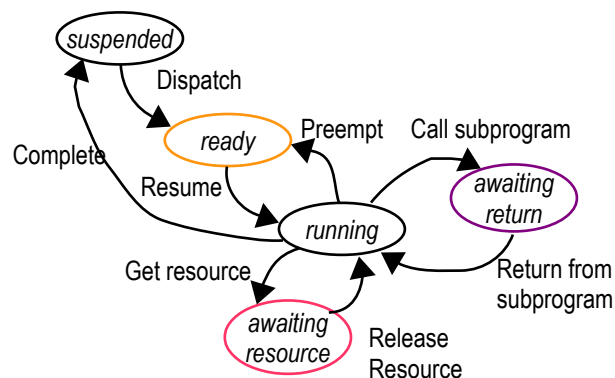 suspended
Dispatch
ready
Preempt
Call subprogram
Complete
Resume
awaiting
return
running
Get resource
Return from
subprogram
awaiting
resource
Release
Resource